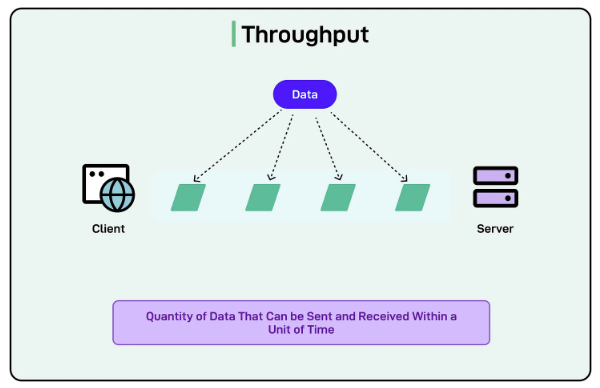 Throughput
Data
Client
Server
Quantity of Data That Can be Sent and Received Within a
Unit of Time